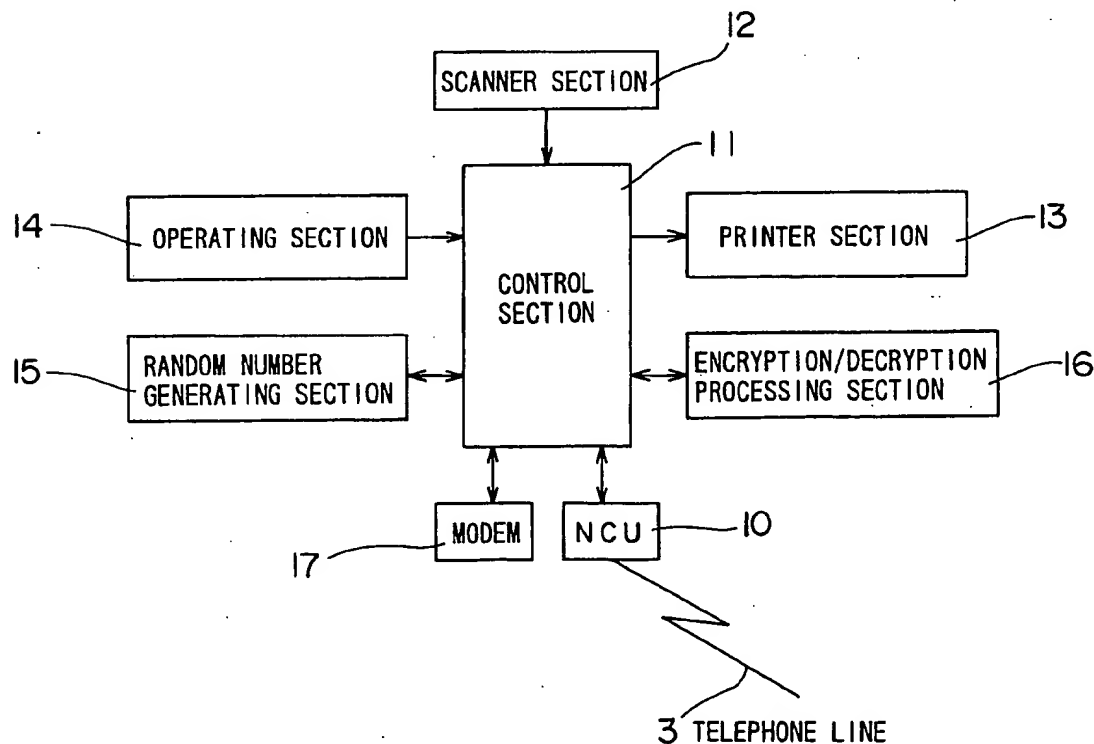 12
SCANNER SECTION
11
14
OPERATING SECTION
PRINTER SECTION
13
CONTROL
SECTION
15
RANDOM NUMBER
GENERATING SECTION
ENCRYPTION/DECRYPTION
PROCESSING SECTION
16
MODEM
17
NCU
10
3 TELEPHONE LINE